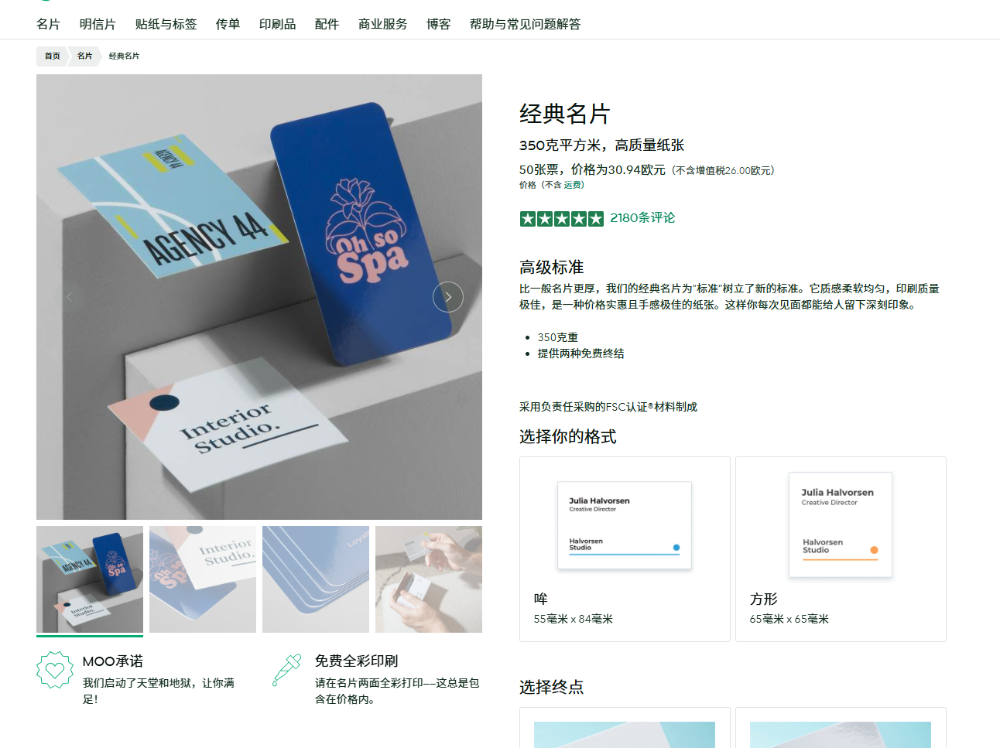 名片 明信片 贴纸与标签 传单 印刷品 配件 商业服务 博客 帮助与常见问题解答
首页 名片 经典名片
AGENCY 44
AGENCY 44
Oh so
Spa
Interior
Studio.
经典名片
350克平方米，高质量纸张
50张票，价格为30.94欧元（不含增值税26.00欧元）
价格（不含 运费）
2180条评论
高级标准
比一般名片更厚，我们的经典名片为“标准”树立了新的标准。它质感柔软均匀，印刷质量
极佳，是一种价格实惠且手感极佳的纸张。这样你每次见面都能给人留下深刻印象。
350克重
提供两种免费终结
采用负责任采购的FSC认证®材料制成
选择你的格式
Julia Halvorsen
Creative Director
Halvorsen
Studio
哞
55毫米 x 84毫米
Julia Halvorsen
Creative Director
Halvorsen
Studio
方形
65毫米 x 65毫米
选择终点
AGENCY 44
Oh so
Spa
Interior
Studio.
Oh so
Spa
Interior
Studio.
Loyal
MOO承诺
我们启动了天堂和地狱，让你满
足！
免费全彩印刷
请在名片两面全彩打印——这总是包
含在价格内。